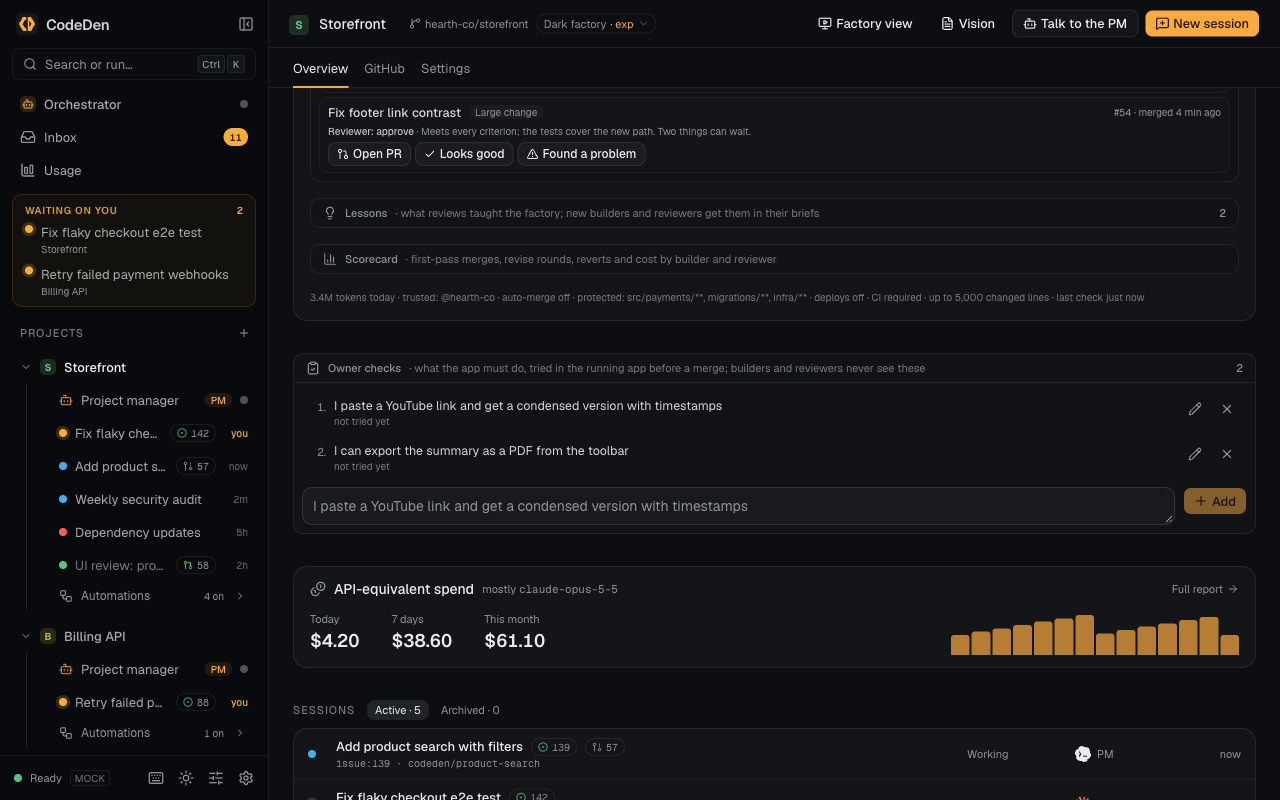 CodeDen
Search or run… Ctrl K
Orchestrator
Inbox 11
Usage
WAITING ON YOU 2
Fix flaky checkout e2e test
Storefront
Retry failed payment webhooks
Billing API
PROJECTS
S Storefront
Project manager PM
Fix flaky che… 142 you
Add product s… 57 now
Weekly security audit 2m
Dependency updates 5h
UI review: pro… 58 2h
Automations 4 on
B Billing API
Project manager PM
Retry failed p… 88 you
Automations 1 on
Ready MOCK
S Storefront hearth-co/storefront Dark factory · exp
Factory view Vision Talk to the PM New session
Overview GitHub Settings
Fix footer link contrast Large change #54 · merged 4 min ago
Reviewer: approve · Meets every criterion; the tests cover the new path. Two things can wait.
Open PR Looks good Found a problem
Lessons · what reviews taught the factory; new builders and reviewers get them in their briefs 2
Scorecard · first-pass merges, revise rounds, reverts and cost by builder and reviewer
3.4M tokens today · trusted: @hearth-co · auto-merge off · protected: src/payments/**, migrations/**, infra/** · deploys off · CI required · up to 5,000 changed lines · last check just now
Owner checks · what the app must do, tried in the running app before a merge; builders and reviewers never see these 2
1. I paste a YouTube link and get a condensed version with timestamps
not tried yet
2. I can export the summary as a PDF from the toolbar
not tried yet
I paste a YouTube link and get a condensed version with timestamps
Add
API-equivalent spend mostly claude-opus-5-5 Full report
Today 7 days This month
$4.20 $38.60 $61.10
SESSIONS Active · 5 Archived · 0
Add product search with filters 139 57 Working PM now
issue:139 · codeden/product-search
Fix flaky checkout e2e test 142